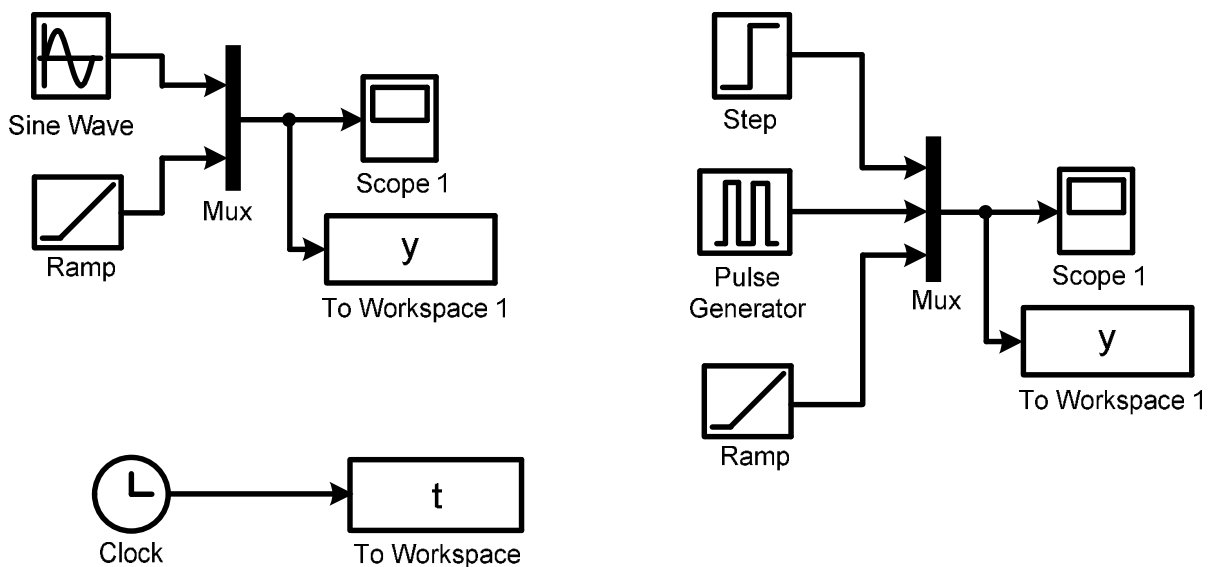 Sine Wave
Mux
Scope 1
Ramp
y
To Workspace 1
Clock
t
To Workspace
Step
Pulse
Generator
Mux
Scope 1
y
To Workspace 1
Ramp